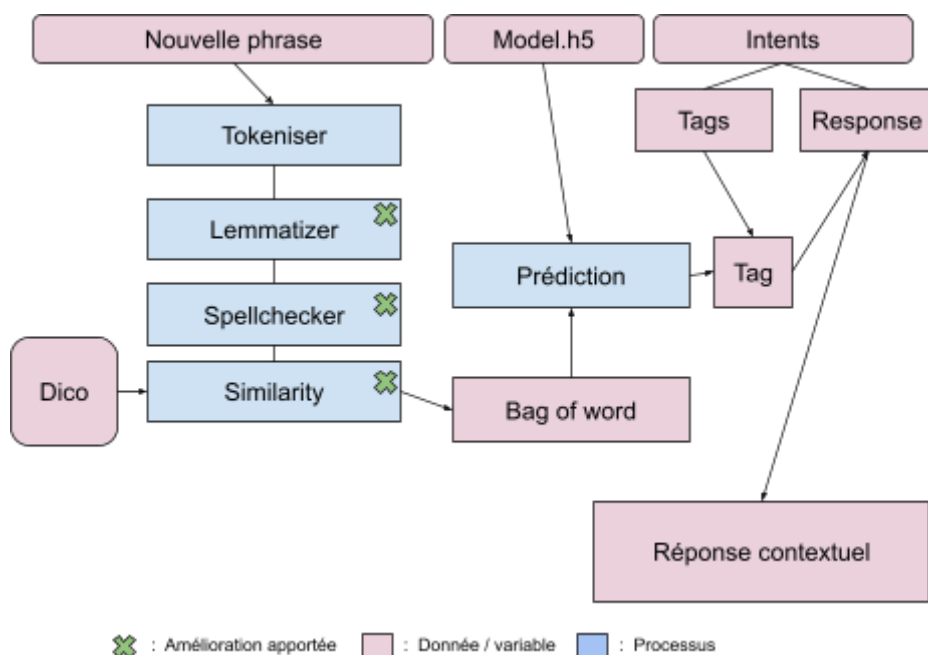 Nouvelle phrase
Model.h5
Intents
Tokeniser
Tags
Response
Lemmatizer
Prédiction
Tag
Spellchecker
Dico
Similarity
Bag of word
Réponse contextuel
: Amélioration apportée
: Donnée / variable
: Processus